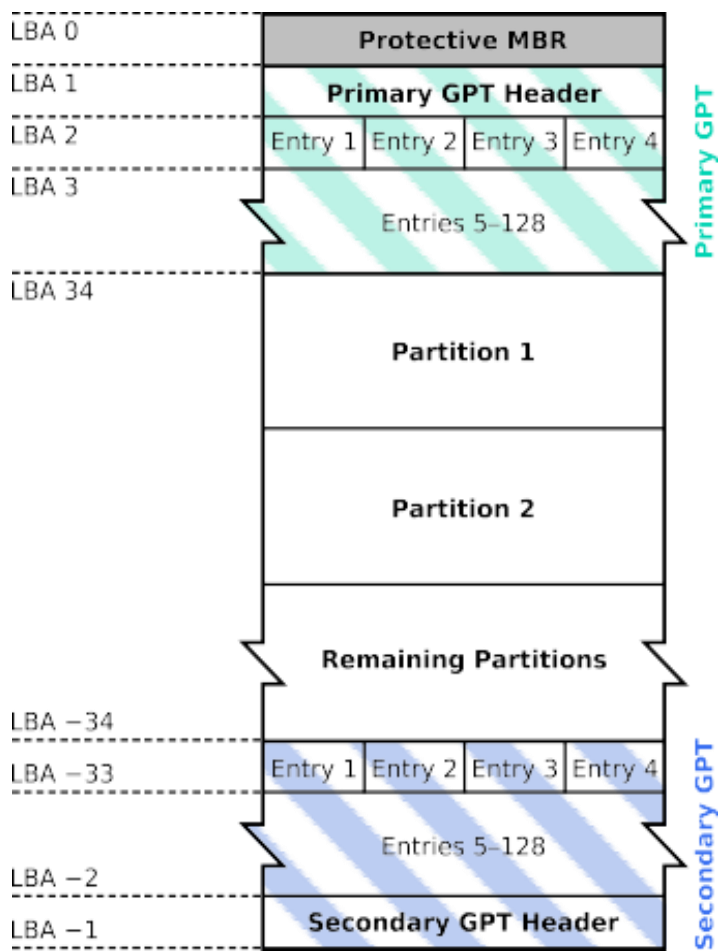 LBA 0
Protective MBR
LBA 1
Primary GPT Header
LBA 2
Entry 1 Entry 2 Entry 3 Entry 4
LBA 3
Entries 5–128
Primary GPT
LBA 34
Partition 1
Partition 2
Remaining Partitions
LBA −34
LBA −33
Entry 1 Entry 2 Entry 3 Entry 4
Entries 5–128
LBA −2
LBA −1
Secondary GPT Header
Secondary GPT